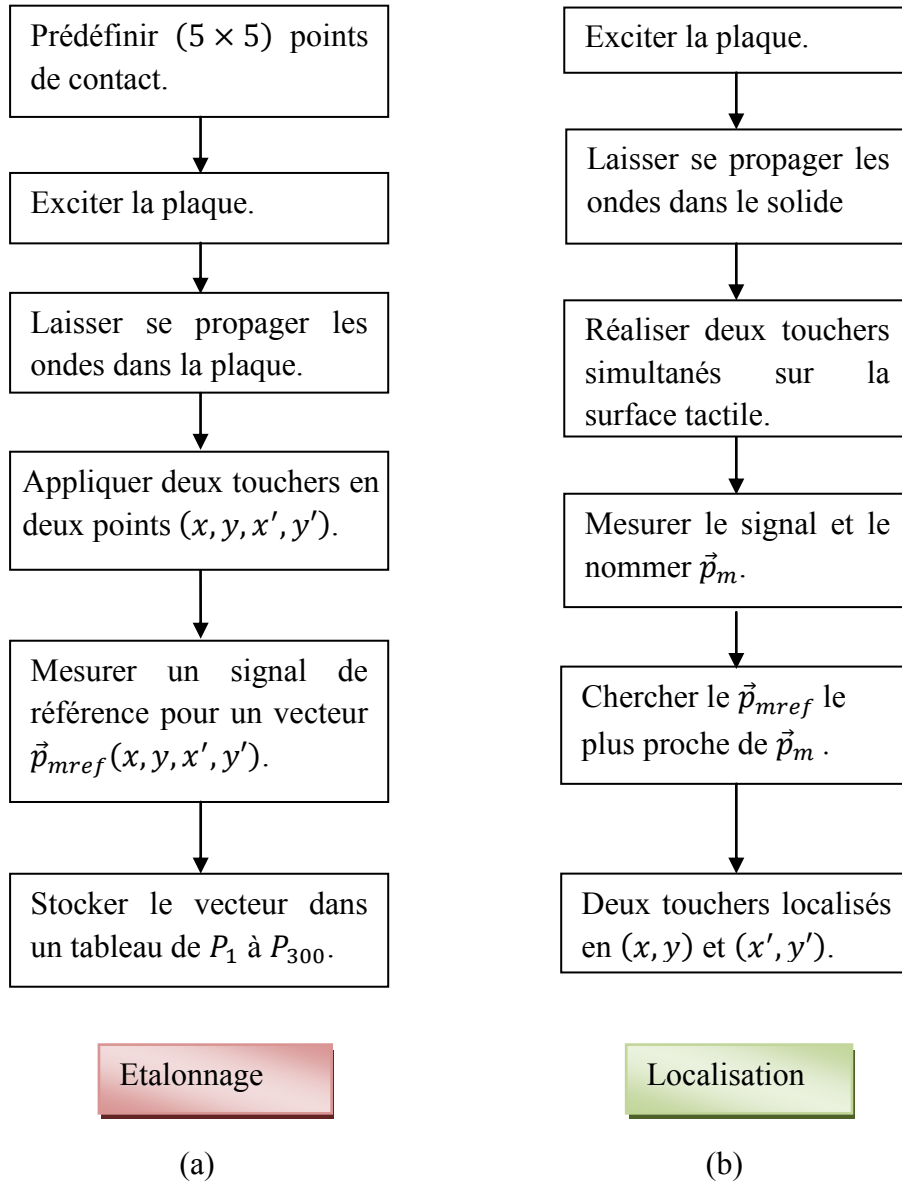 Prédéfinir (5 × 5) points
de contact.
Exciter la plaque.
Laisser se propager les
ondes dans la plaque.
Appliquer deux touchers en
deux points (x, y, x′, y′).
Mesurer un signal de
référence pour un vecteur
p⃗_mref(x, y, x′, y′).
Stocker le vecteur dans
un tableau de P₁ à P₃₀₀.
Etalonnage
(a)
Exciter la plaque.
Laisser se propager les
ondes dans le solide
Réaliser deux touchers
simultanés sur la
surface tactile.
Mesurer le signal et le
nommer p⃗_m.
Chercher le p⃗_mref le
plus proche de p⃗_m .
Deux touchers localisés
en (x, y) et (x′, y′).
Localisation
(b)